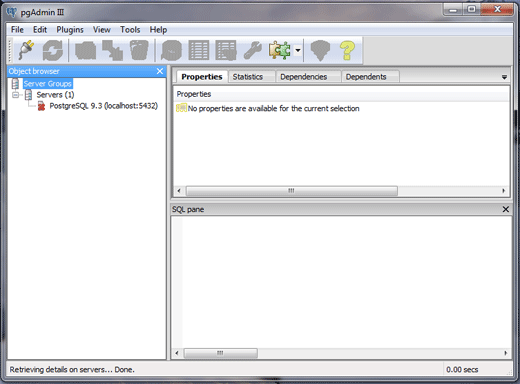 pgAdmin III
File Edit Plugins View Tools Help
Object browser
Server Groups
Servers (1)
PostgreSQL 9.3 (localhost:5432)
Properties Statistics Dependencies Dependents
Properties
No properties are available for the current selection
SQL pane
Retrieving details on servers... Done.
0.00 secs